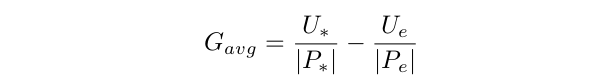 G_{avg} = \frac{U_*}{|P_*|} - \frac{U_e}{|P_e|}